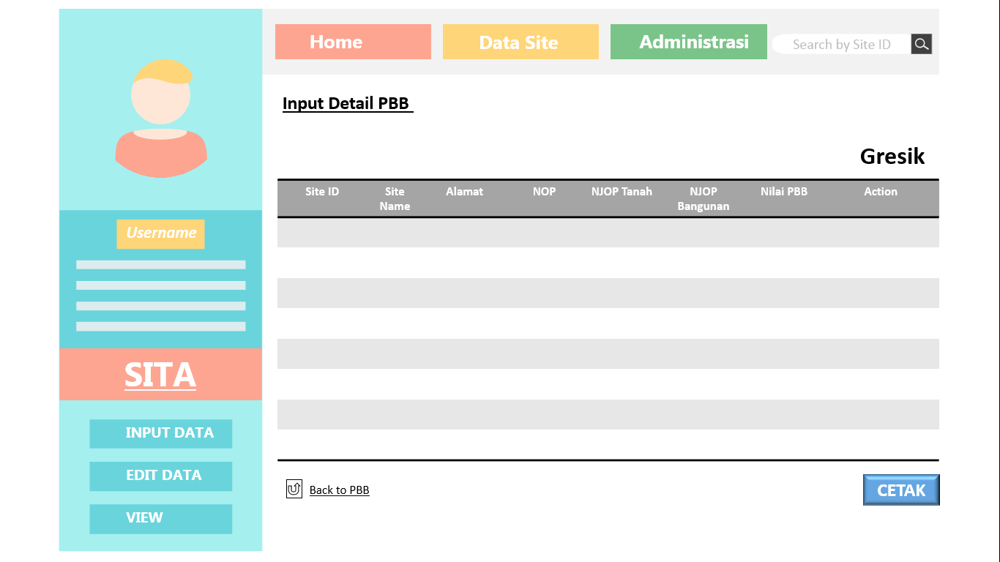 Home
Data Site
Administrasi
Search by Site ID
Input Detail PBB
Gresik
Site ID
Site
Name
Alamat
NOP
NJOP Tanah
NJOP
Bangunan
Nilai PBB
Action
Username
SITA
INPUT DATA
EDIT DATA
VIEW
Back to PBB
CETAK